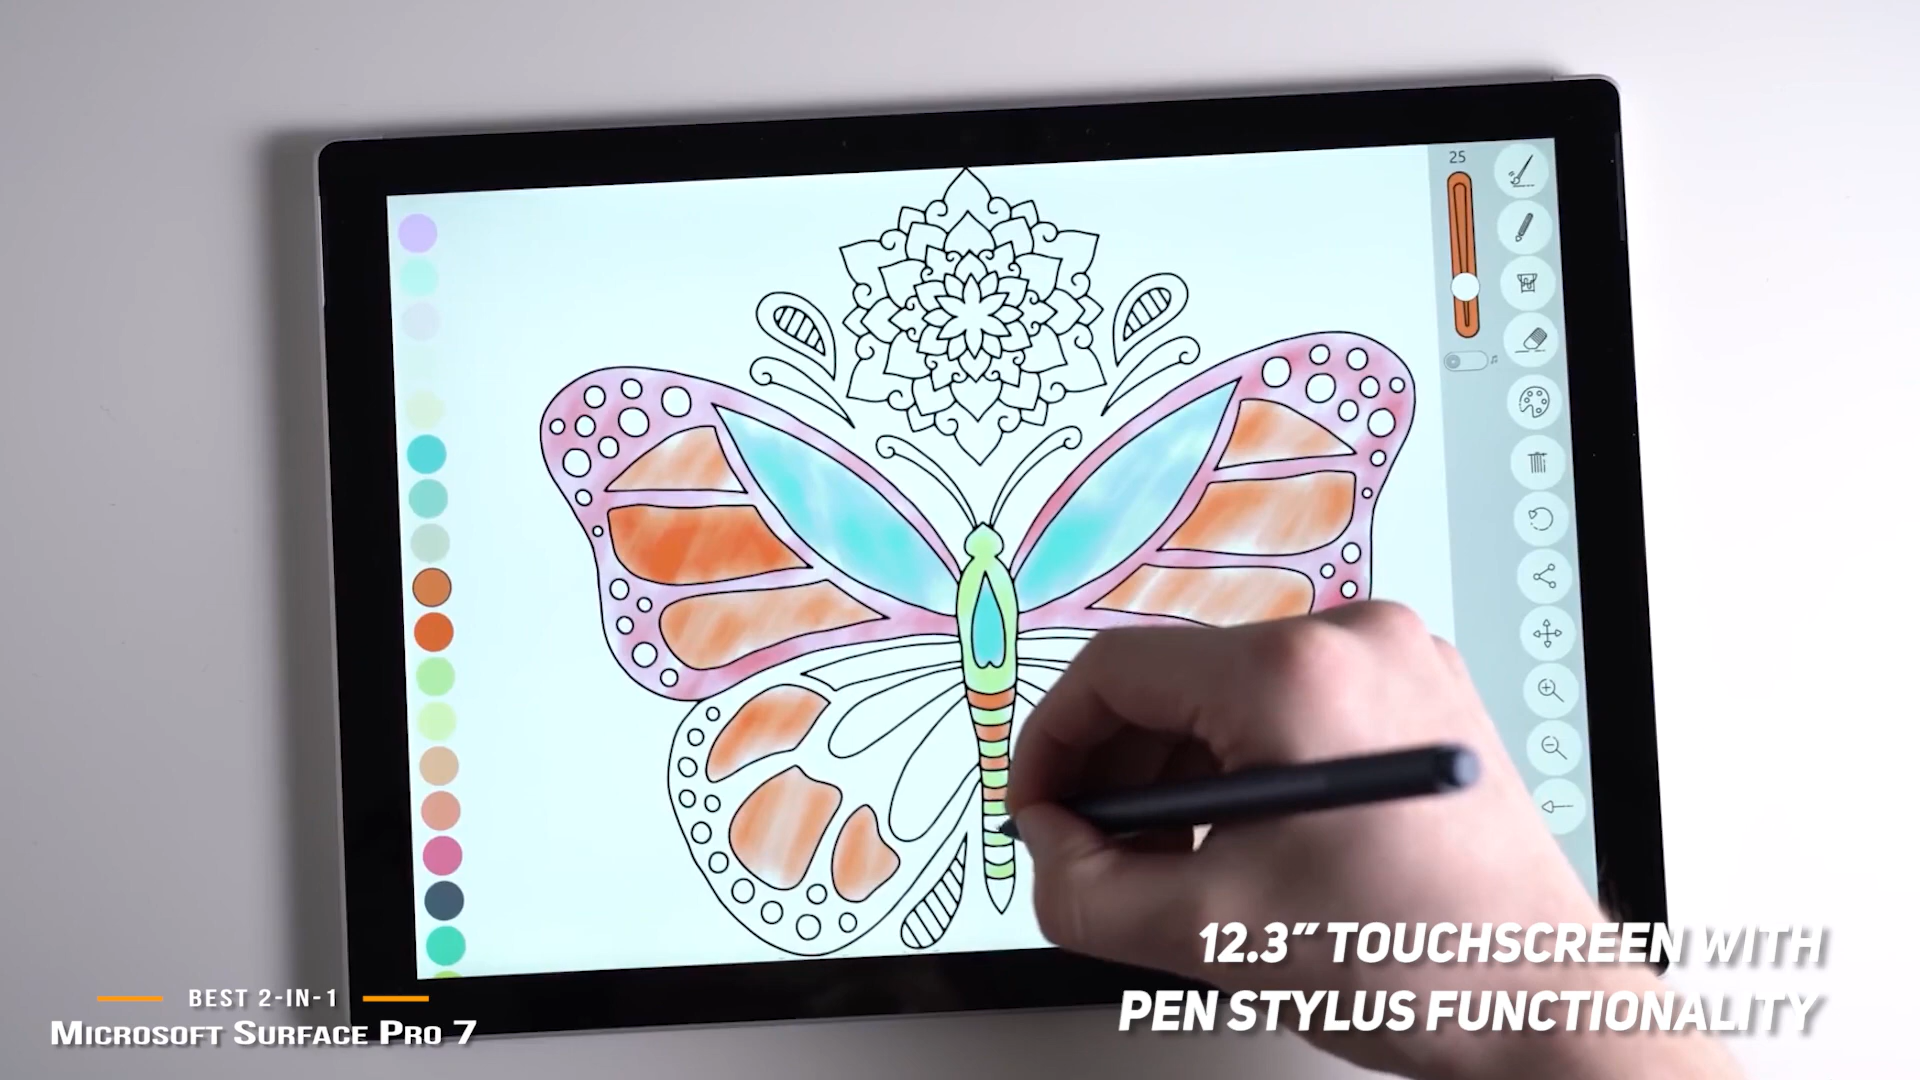 25
12.3" TOUCHSCREEN WITH
PEN STYLUS FUNCTIONALITY
BEST 2-IN-1
MICROSOFT SURFACE PRO 7